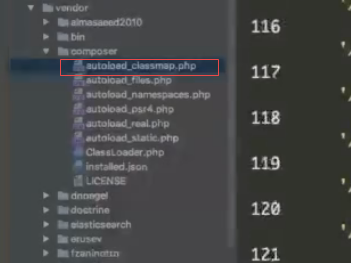 vendor
almasaeed2010
bin
composer
autoload_classmap.php
autoload_files.php
autoload_namespaces.php
autoload_psr4.php
autoload_real.php
autoload_static.php
ClassLoader.php
installed.json
LICENSE
dnoegel
doctrine
elasticsearch
erusev
fzaninotto
116
117
118
119
120
121